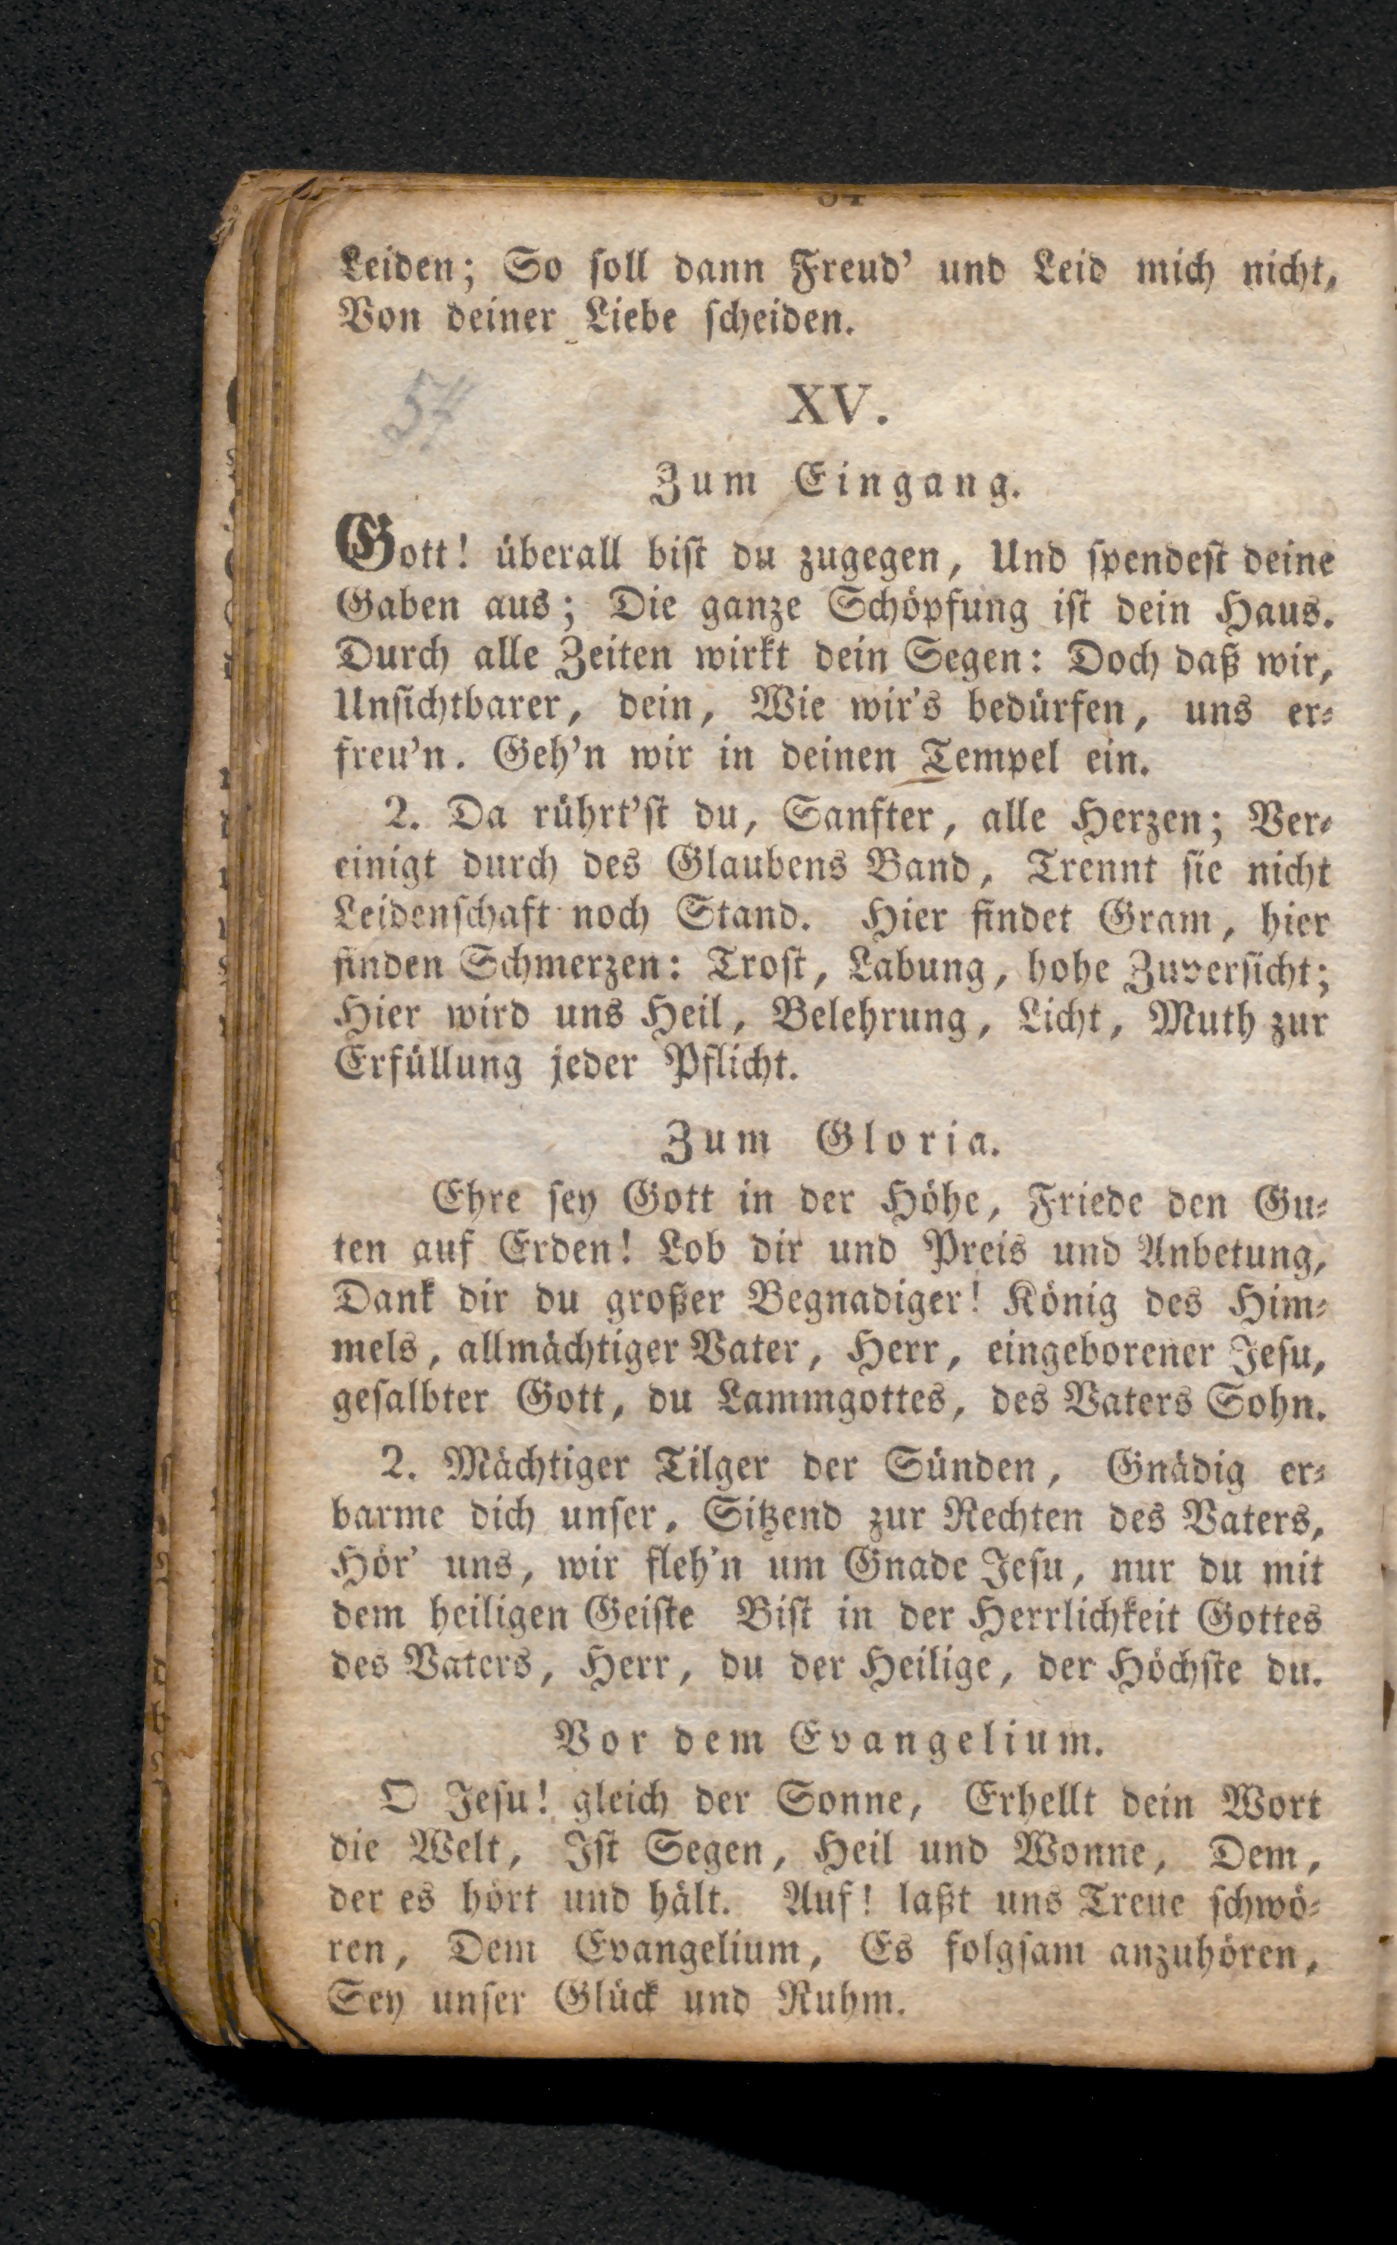 Leiden; So soll dann Freud' und Leid mich nicht,
Von deiner Liebe scheiden.
XV.
Zum Eingang.
Gott! überall bist du zugegen, Und spendest deine
Gaben aus; Die ganze Schöpfung ist dein Haus.
Durch alle Zeiten wirkt dein Segen: Doch daß wir,
Unsichtbarer, dein, Wie wir's bedürfen, uns er-
freu'n. Geh'n wir in deinen Tempel ein.
2. Da rührt'st du, Sanfter, alle Herzen; Ver-
einigt durch des Glaubens Band, Trennt sie nicht
Leidenschaft noch Stand. Hier findet Gram, hier
finden Schmerzen: Trost, Labung, hohe Zuversicht;
Hier wird uns Heil, Belehrung, Licht, Muth zur
Erfüllung jeder Pflicht.
Zum Gloria.
Ehre sey Gott in der Höhe, Friede den Gu-
ten auf Erden! Lob dir und Preis und Anbetung,
Dank dir du großer Begnadiger! König des Him-
mels, allmächtiger Vater, Herr, eingeborener Jesu,
gesalbter Gott, du Lammgottes, des Vaters Sohn.
2. Mächtiger Tilger der Sünden, Gnädig er-
barme dich unser, Sitzend zur Rechten des Vaters,
Hör' uns, wir fleh'n um Gnade Jesu, nur du mit
dem heiligen Geiste Bist in der Herrlichkeit Gottes
des Vaters, Herr, du der Heilige, der Höchste du.
Vor dem Evangelium.
O Jesu! gleich der Sonne, Erhellt dein Wort
die Welt, Ist Segen, Heil und Wonne, Dem,
der es hört und hält. Auf! laßt uns Treue schwö-
ren, Dem Evangelium, Es folgsam anzuhören,
Sey unser Glück und Ruhm.